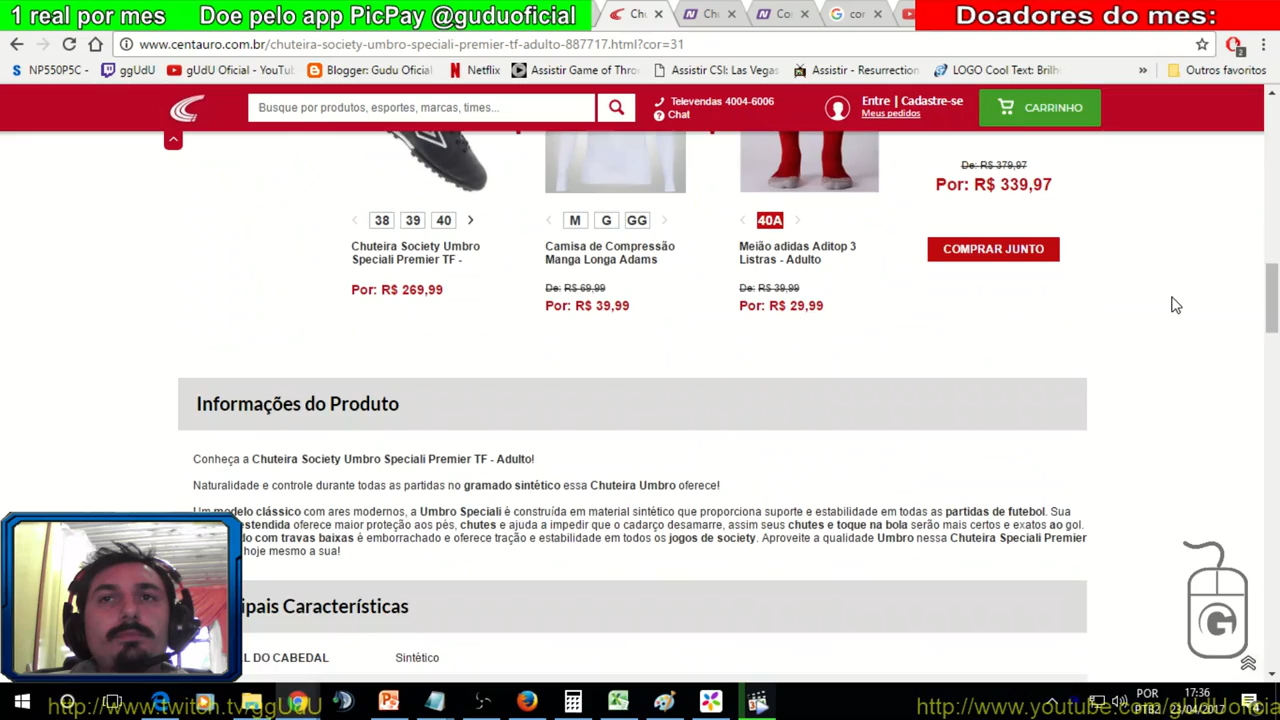 1 real por mes Doe pelo app PicPay @guduoficial
Doadores do mes:
www.centauro.com.br/chuteira-society-umbro-speciali-premier-tf-adulto-887717.html?cor=31
NP550P5C - ggUdU gUdU Oficial - YouTu Blogger: Gudu Oficial Netflix Assistir Game of Thro Assistir CSI: Las Vegas Assistir - Resurrection LOGO Cool Text: Brilh » Outros favoritos
Busque por produtos, esportes, marcas, times...
Televendas 4004-6006
Chat
Entre | Cadastre-se
Meus pedidos
CARRINHO
De: R$ 379,97
Por: R$ 339,97
COMPRAR JUNTO
38 39 40
M G GG
40A
Chuteira Society Umbro
Speciali Premier TF -
Por: R$ 269,99
Camisa de Compressão
Manga Longa Adams
De: R$ 69,99
Por: R$ 39,99
Meião adidas Aditop 3
Listras - Adulto
De: R$ 39,99
Por: R$ 29,99
Informações do Produto
Conheça a Chuteira Society Umbro Speciali Premier TF - Adulto!
Naturalidade e controle durante todas as partidas no gramado sintético essa Chuteira Umbro oferece!
Um modelo clássico com ares modernos, a Umbro Speciali é construída em material sintético que proporciona suporte e estabilidade em todas as partidas de futebol. Sua
estendida oferece maior proteção aos pés, chutes e ajuda a impedir que o cadarço desamarre, assim seus chutes e toque na bola serão mais certos e exatos ao gol.
com travas baixas é emborrachado e oferece tração e estabilidade em todos os jogos de society. Aproveite a qualidade Umbro nessa Chuteira Speciali Premier
hoje mesmo a sua!
ipais Características
L DO CABEDAL Sintético
http://www.twitch.tv/ggUdU
http://www.youtube.com/guduoficia
POR
PTB2
17:36
23/04/2017